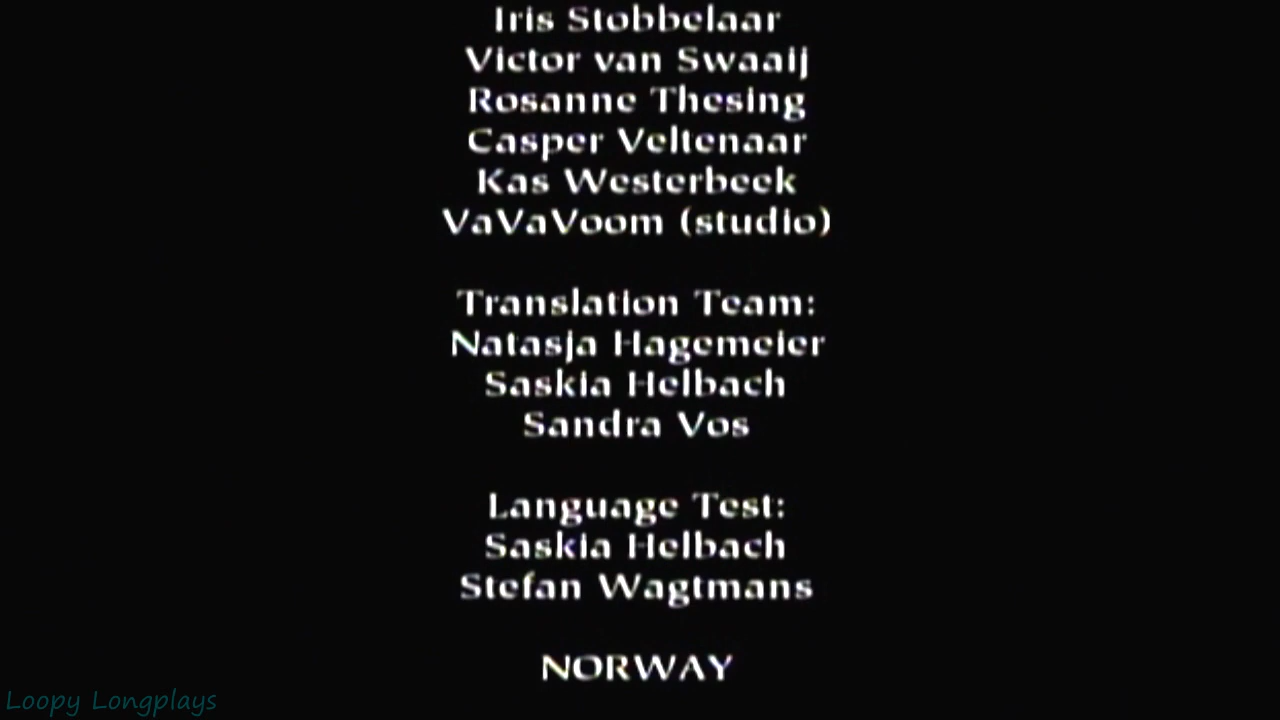 Iris Stobbelaar
Victor van Swaaij
Rosanne Thesing
Casper Veltenaar
Kas Westerbeek
VaVaVoom (studio)
Translation Team:
Natasja Hagemeier
Saskia Helbach
Sandra Vos
Language Test:
Saskia Helbach
Stefan Wagtmans
NORWAY
Loopy Longplays